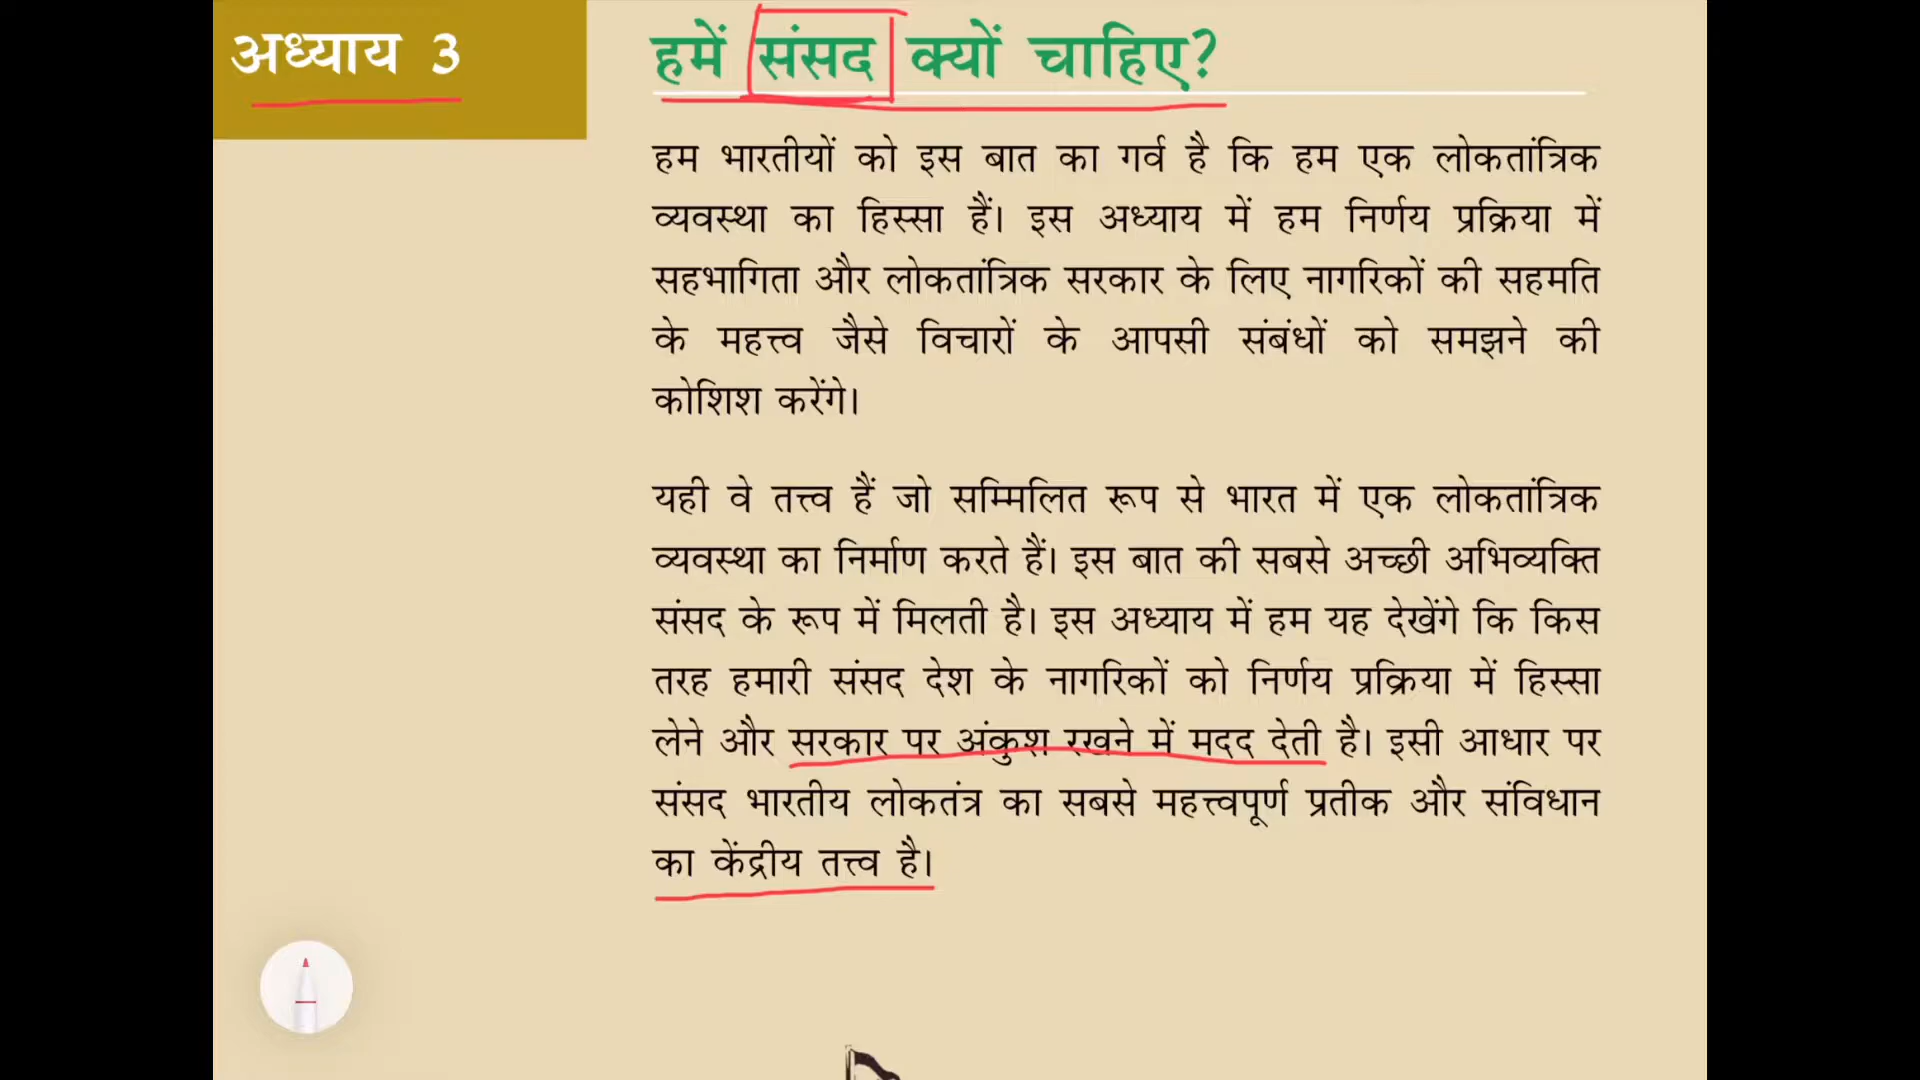 अध्याय 3
हमें संसद क्यों चाहिए?
हम भारतीयों को इस बात का गर्व है कि हम एक लोकतांत्रिक
व्यवस्था का हिस्सा हैं। इस अध्याय में हम निर्णय प्रक्रिया में
सहभागिता और लोकतांत्रिक सरकार के लिए नागरिकों की सहमति
के महत्त्व जैसे विचारों के आपसी संबंधों को समझने की
कोशिश करेंगे।
यही वे तत्त्व हैं जो सम्मिलित रूप से भारत में एक लोकतांत्रिक
व्यवस्था का निर्माण करते हैं। इस बात की सबसे अच्छी अभिव्यक्ति
संसद के रूप में मिलती है। इस अध्याय में हम यह देखेंगे कि किस
तरह हमारी संसद देश के नागरिकों को निर्णय प्रक्रिया में हिस्सा
लेने और सरकार पर अंकुश रखने में मदद देती है। इसी आधार पर
संसद भारतीय लोकतंत्र का सबसे महत्त्वपूर्ण प्रतीक और संविधान
का केंद्रीय तत्त्व है।